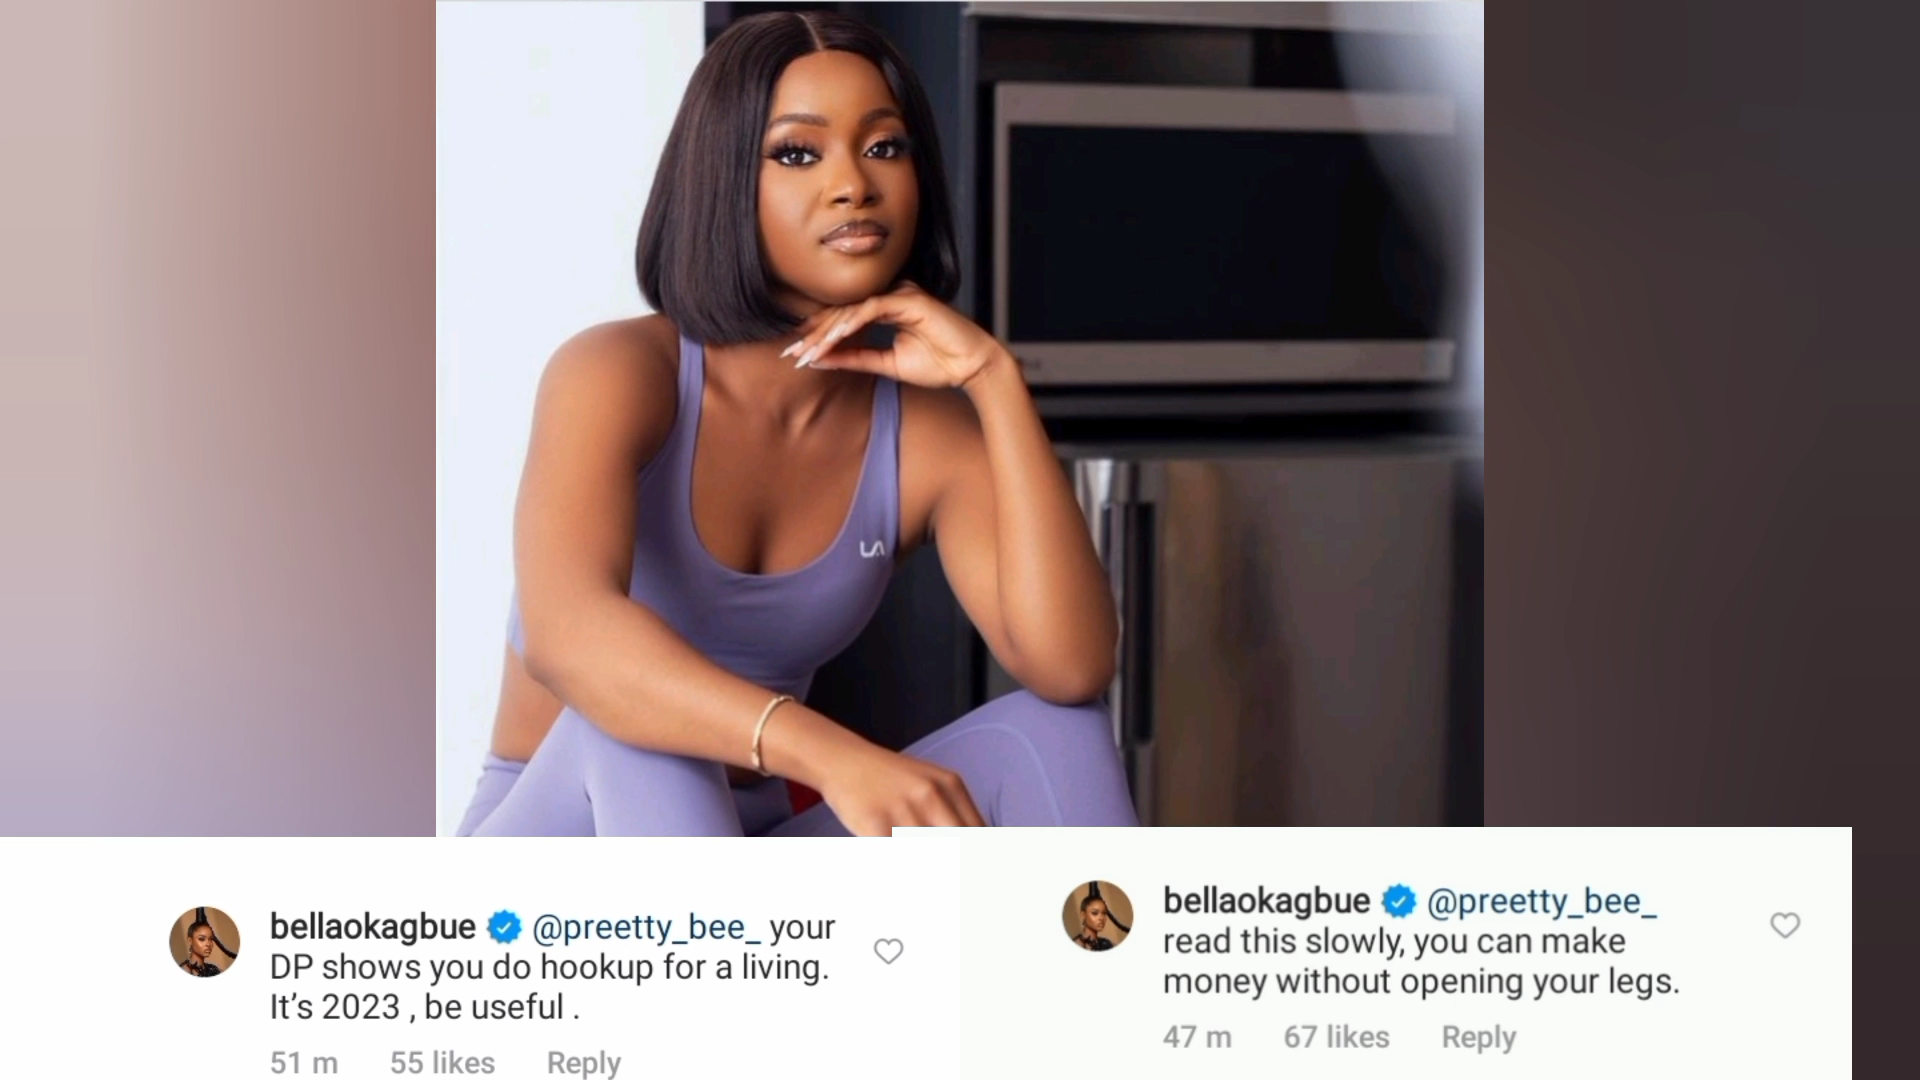 LA
bellaokagbue @preetty_bee_ your
DP shows you do hookup for a living.
It’s 2023 , be useful .
51 m 55 likes Reply
bellaokagbue @preetty_bee_
read this slowly, you can make
money without opening your legs.
47 m 67 likes Reply